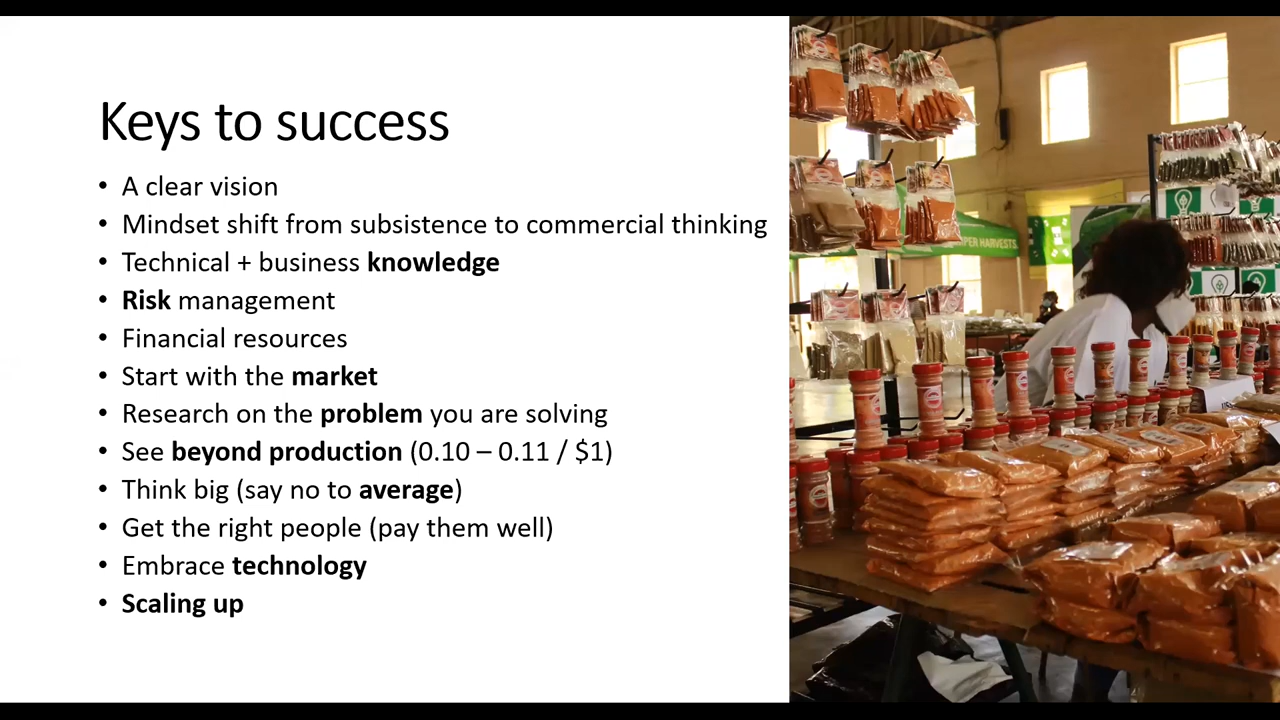 Keys to success
• A clear vision
• Mindset shift from subsistence to commercial thinking
• Technical + business knowledge
• Risk management
• Financial resources
• Start with the market
• Research on the problem you are solving
• See beyond production (0.10 – 0.11 / $1)
• Think big (say no to average)
• Get the right people (pay them well)
• Embrace technology
• Scaling up
HARVESTS